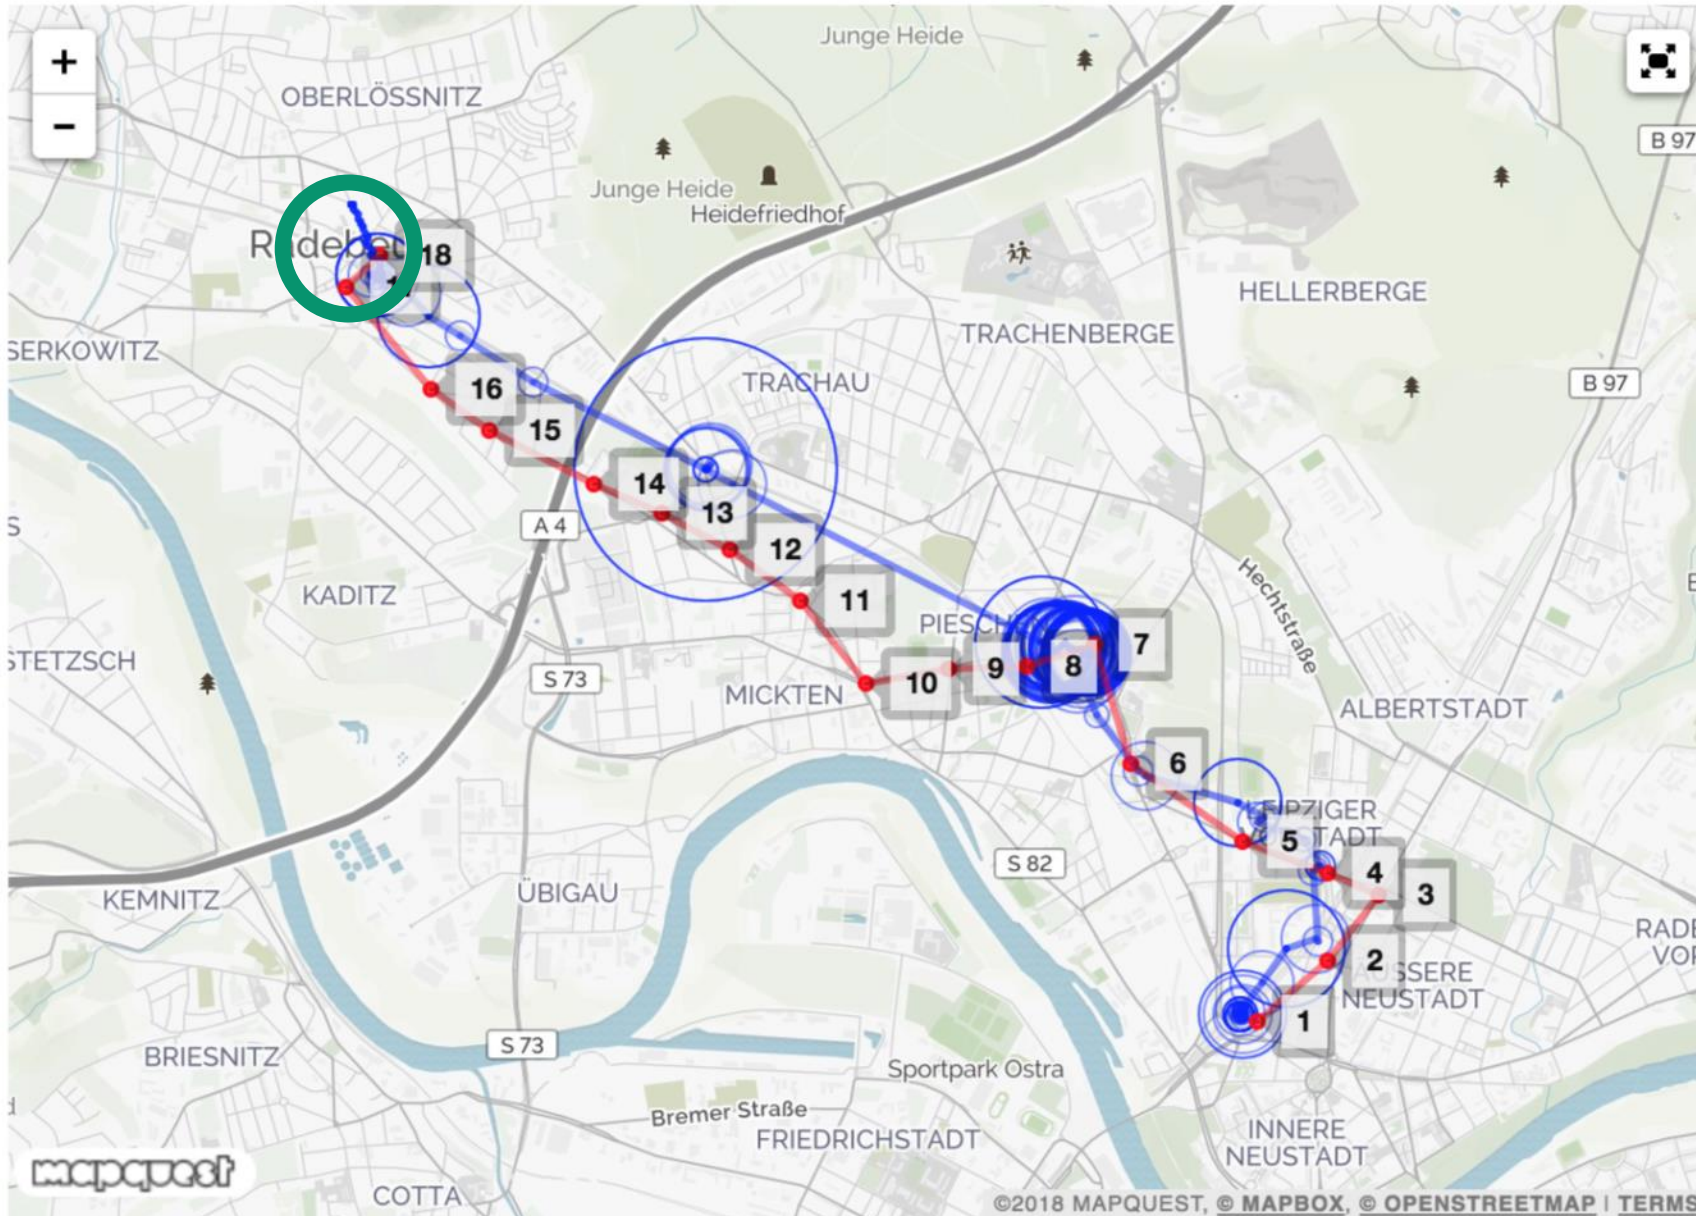 +
−
Junge Heide
OBERLÖSSNITZ
B 97
Junge Heide
Heidefriedhof
18
HELLERBERGE
TRACHENBERGE
SERKOWITZ
TRACHAU
B 97
16
15
14
13
A 4
12
11
KADITZ
Hechtstraße
7
STETZSCH
8
9
S 73
10
MICKTEN
ALBERTSTADT
6
5
S 82
4
3
KEMNITZ
ÜBIGAU
2
NEUSTADT
1
S 73
BRIESNITZ
Sportpark Ostra
Bremer Straße
FRIEDRICHSTADT
INNERE
NEUSTADT
mapquest
COTTA
©2018 MAPQUEST, © MAPBOX, © OPENSTREETMAP | TERMS